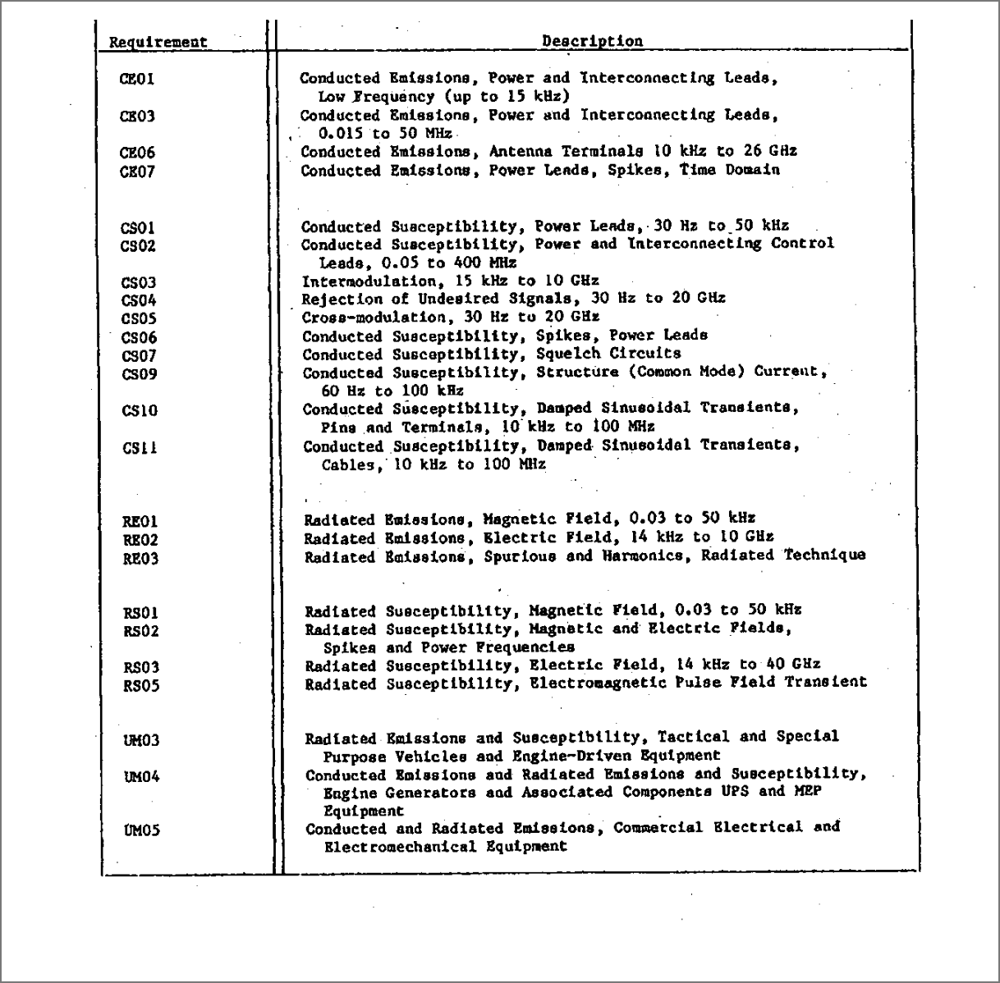 Requirement Description
CE01 Conducted Emissions, Power and Interconnecting Leads,
Low Frequency (up to 15 kHz)
CE03 Conducted Emissions, Power and Interconnecting Leads,
0.015 to 50 MHz
CE06 Conducted Emissions, Antenna Terminals 10 kHz to 26 GHz
CE07 Conducted Emissions, Power Leads, Spikes, Time Domain
CS01 Conducted Susceptibility, Power Leads, 30 Hz to 50 kHz
CS02 Conducted Susceptibility, Power and Interconnecting Control
Leads, 0.05 to 400 MHz
CS03 Intermodulation, 15 kHz to 10 GHz
CS04 Rejection of Undesired Signals, 30 Hz to 20 GHz
CS05 Cross-modulation, 30 Hz to 20 GHz
CS06 Conducted Susceptibility, Spikes, Power Leads
CS07 Conducted Susceptibility, Squelch Circuits
CS09 Conducted Susceptibility, Structure (Common Mode) Current,
60 Hz to 100 kHz
CS10 Conducted Susceptibility, Damped Sinusoidal Transients,
Pins and Terminals, 10 kHz to 100 MHz
CS11 Conducted Susceptibility, Damped Sinusoidal Transients,
Cables, 10 kHz to 100 MHz
RE01 Radiated Emissions, Magnetic Field, 0.03 to 50 kHz
RE02 Radiated Emissions, Electric Field, 14 kHz to 10 GHz
RE03 Radiated Emissions, Spurious and Harmonics, Radiated Technique
RS01 Radiated Susceptibility, Magnetic Field, 0.03 to 50 kHz
RS02 Radiated Susceptibility, Magnetic and Electric Fields,
Spikes and Power Frequencies
RS03 Radiated Susceptibility, Electric Field, 14 kHz to 40 GHz
RS05 Radiated Susceptibility, Electromagnetic Pulse Field Transient
UM03 Radiated Emissions and Susceptibility, Tactical and Special
Purpose Vehicles and Engine-Driven Equipment
UM04 Conducted Emissions and Radiated Emissions and Susceptibility,
Engine Generators and Associated Components UPS and MEP
Equipment
UM05 Conducted and Radiated Emissions, Commercial Electrical and
Electromechanical Equipment